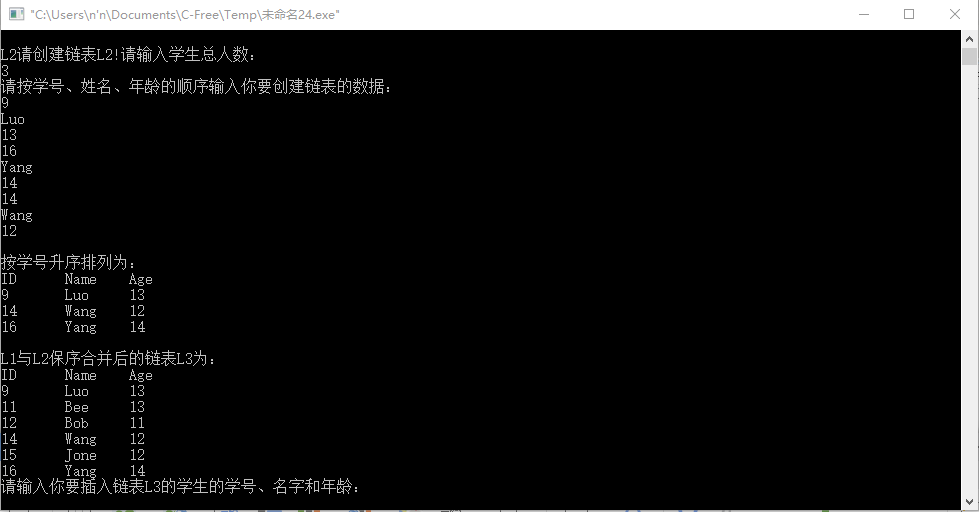 "C:\Users\n'n\Documents\C-Free\Temp\未命名24.exe"
L2请创建链表L2!请输入学生总人数:
3
请按学号、姓名、年龄的顺序输入你要创建链表的数据:
9
Luo
13
16
Yang
14
14
Wang
12
按学号升序排列为:
ID Name Age
9 Luo 13
14 Wang 12
16 Yang 14
L1与L2保序合并后的链表L3为:
ID Name Age
9 Luo 13
11 Bee 13
12 Bob 11
14 Wang 12
15 Jone 12
16 Yang 14
请输入你要插入链表L3的学生的学号、名字和年龄: